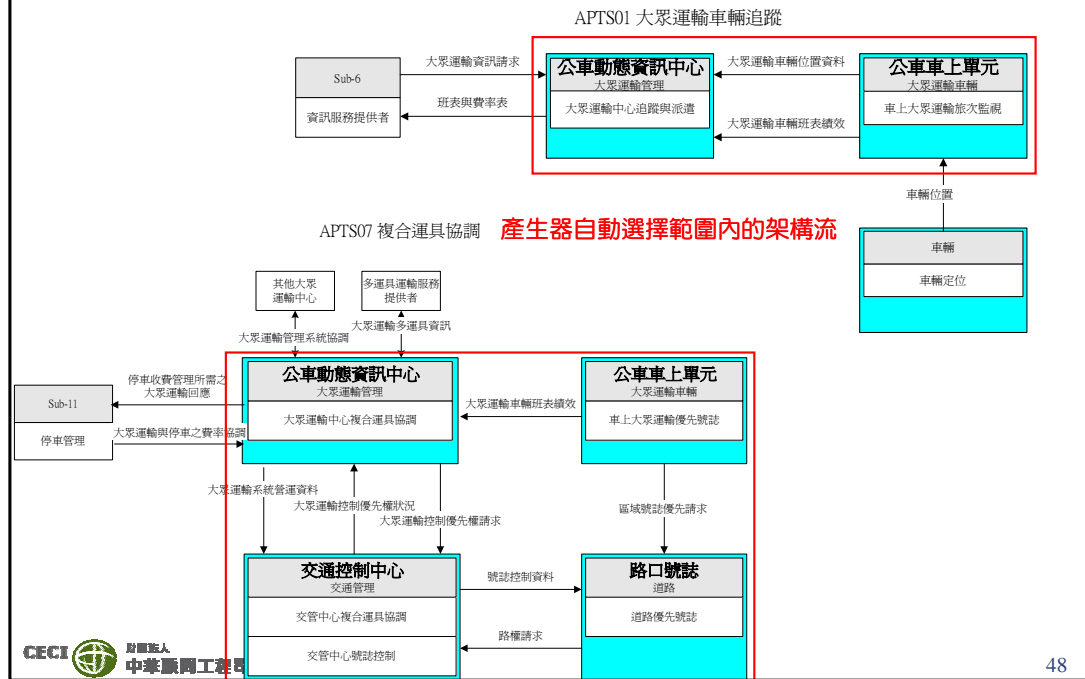 APTS01 大眾運輸車輛追蹤
Sub-6
資訊服務提供者
大眾運輸資訊請求
班表與費率表
公車動態資訊中心
大眾運輸管理
大眾運輸中心追蹤與派遣
大眾運輸車輛位置資料
大眾運輸車輛班表績效
公車車上單元
大眾運輸車輛
車上大眾運輸旅次監視
車輛位置
車輛
車輛定位
APTS07 複合運具協調
產生器自動選擇範圍內的架構流
其他大眾
運輸中心
多運具運輸服務
提供者
大眾運輸管理系統協調
大眾運輸多運具資訊
Sub-11
停車管理
停車收費管理所需之
大眾運輸回應
大眾運輸與停車之費率協調
公車動態資訊中心
大眾運輸管理
大眾運輸中心複合運具協調
大眾運輸車輛班表績效
公車車上單元
大眾運輸車輛
車上大眾運輸優先號誌
大眾運輸系統營運資料
大眾運輸控制優先權狀況
大眾運輸控制優先權請求
區域號誌優先請求
交通控制中心
交通管理
交管中心複合運具協調
交管中心號誌控制
號誌控制資料
路權請求
路口號誌
道路
道路優先號誌
CECI
財團法人
中華顧問工程司
48